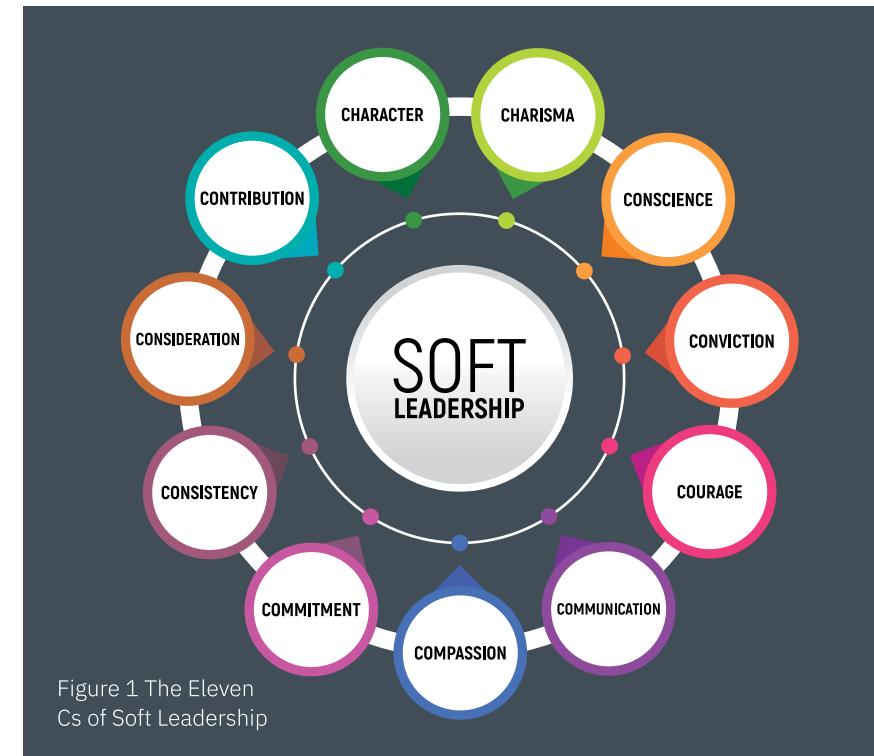 CHARACTER
CHARISMA
CONSCIENCE
CONVICTION
COURAGE
COMMUNICATION
COMPASSION
COMMITMENT
CONSISTENCY
CONSIDERATION
CONTRIBUTION
SOFT
LEADERSHIP
Figure 1 The Eleven
Cs of Soft Leadership